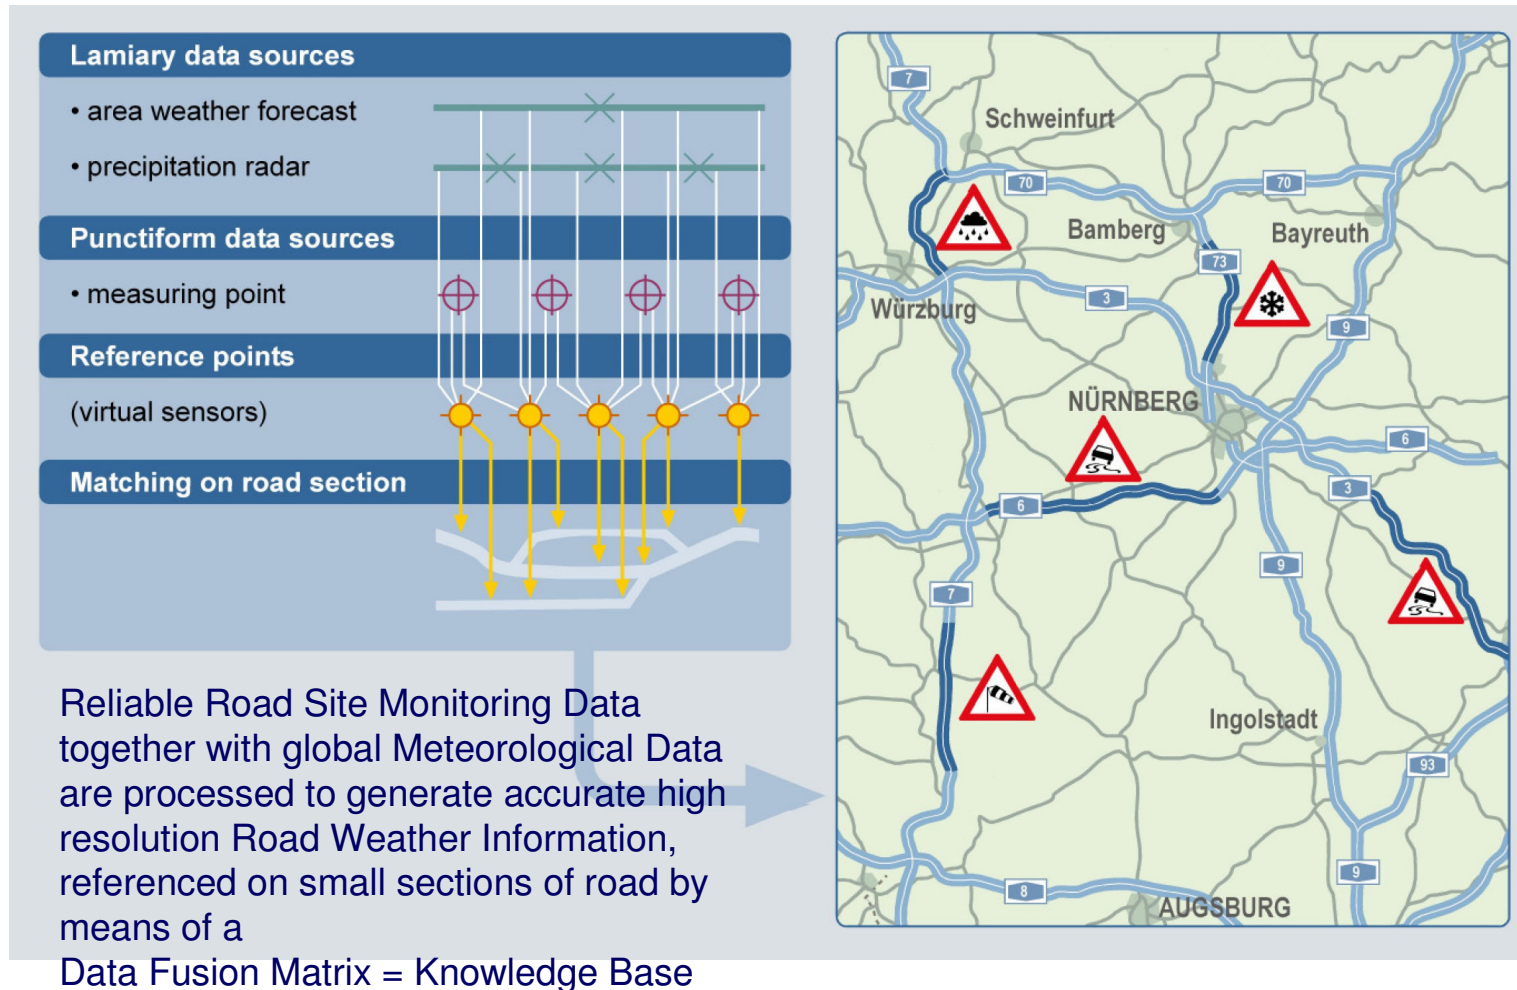 Lamiary data sources
• area weather forecast
• precipitation radar
Punctiform data sources
• measuring point
Reference points
(virtual sensors)
Matching on road section
Reliable Road Site Monitoring Data
together with global Meteorological Data
are processed to generate accurate high
resolution Road Weather Information,
referenced on small sections of road by
means of a
Data Fusion Matrix = Knowledge Base
7
Schweinfurt
70
70
Bamberg
Bayreuth
73
3
Würzburg
9
NÜRNBERG
6
3
6
9
7
Ingolstadt
93
9
8
AUGSBURG